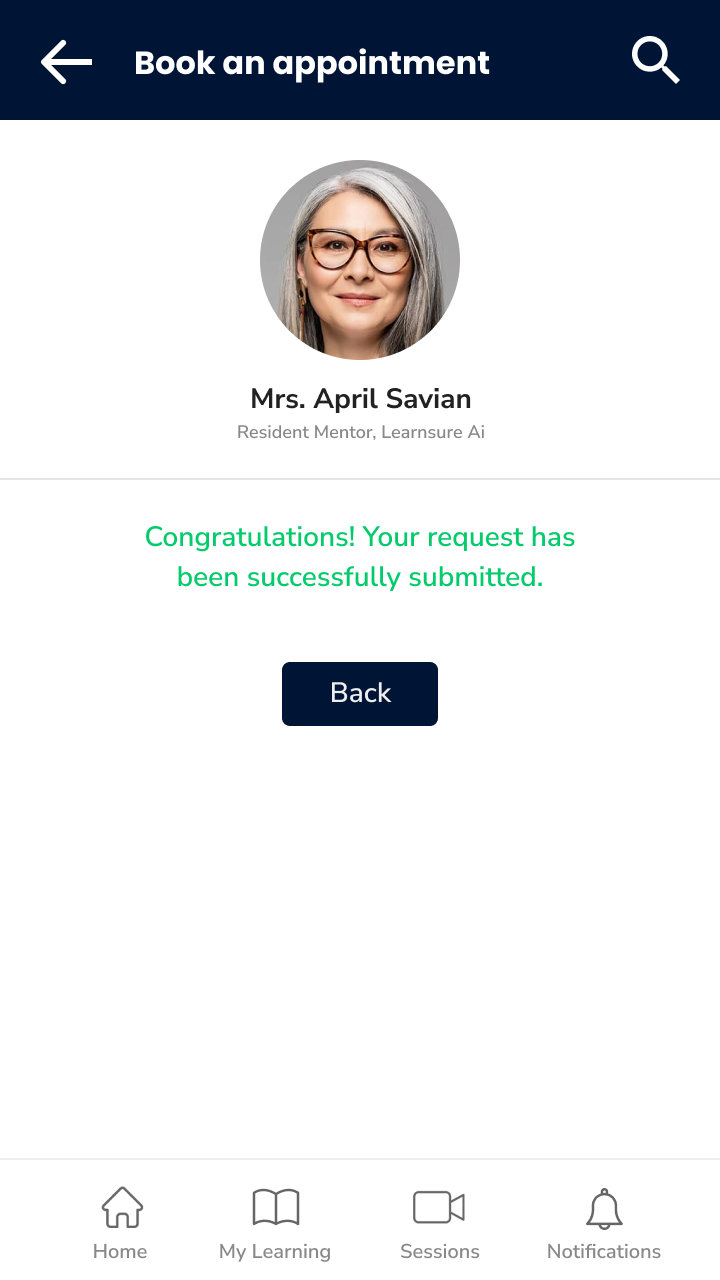 Book an appointment
Mrs. April Savian
Resident Mentor, Learnsure Ai
Congratulations! Your request has
been successfully submitted.
Back
Home
My Learning
Sessions
Notifications